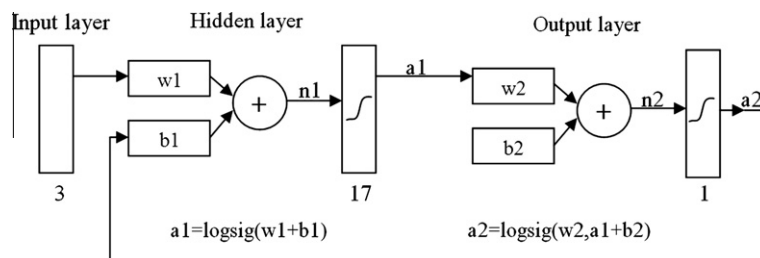 Input layer
Hidden layer
Output layer
w1
b1
+
n1
a1
w2
b2
+
n2
a2
3
17
1
a1=logsig(w1+b1)
a2=logsig(w2,a1+b2)